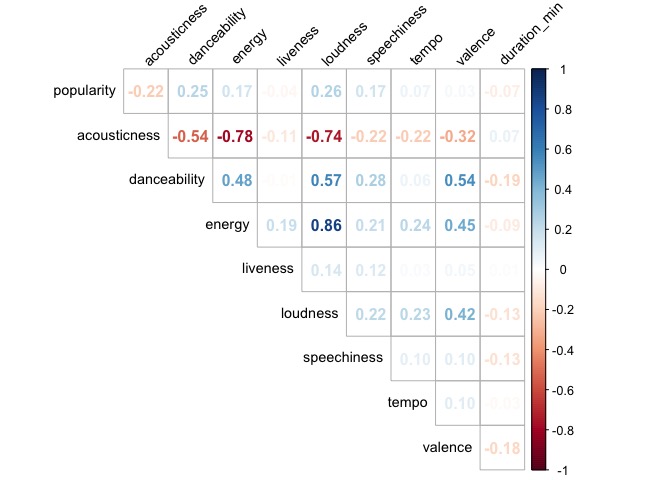 acousticness danceability energy liveness loudness speechiness tempo valence duration_min
popularity -0.22 0.25 0.17 -0.04 0.26 0.17 0.07 0.03 -0.07
acousticness -0.54 -0.78 -0.11 -0.74 -0.22 -0.22 -0.32 0.07
danceability 0.48 0.57 0.28 0.06 0.54 -0.19
energy 0.19 0.86 0.21 0.24 0.45 -0.09
liveness 0.14 0.12 0.03 0.05
loudness 0.22 0.23 0.42 -0.13
speechiness 0.10 0.10 -0.13
tempo 0.10
valence -0.18
1
0.8
0.6
0.4
0.2
0
-0.2
-0.4
-0.6
-0.8
-1